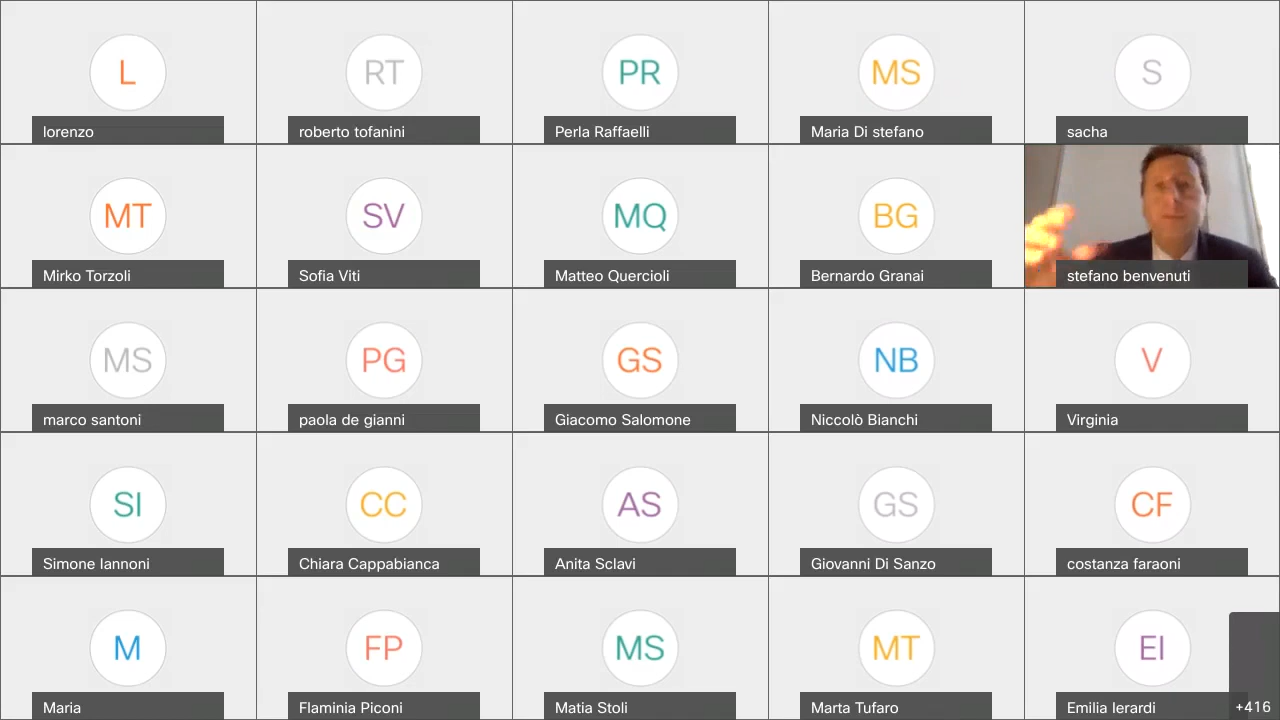 L
RT
PR
MS
S
lorenzo
roberto tofanini
Perla Raffaelli
Maria Di stefano
sacha
MT
SV
MQ
BG
Mirko Torzoli
Sofia Viti
Matteo Quercioli
Bernardo Granai
stefano benvenuti
MS
PG
GS
NB
V
marco santoni
paola de gianni
Giacomo Salomone
Niccolò Bianchi
Virginia
SI
CC
AS
GS
CF
Simone Iannoni
Chiara Cappabianca
Anita Sclavi
Giovanni Di Sanzo
costanza faraoni
M
FP
MS
MT
EI
Maria
Flaminia Piconi
Matia Stoli
Marta Tufaro
Emilia Ierardi
+416